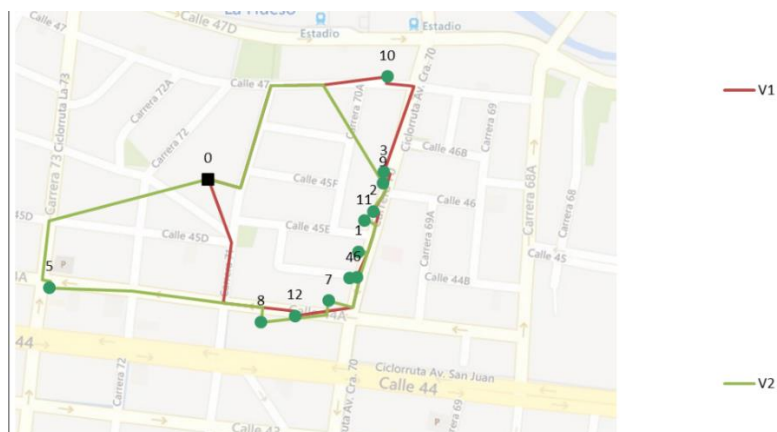 La Hueso
Calle 47
Calle 47D
Estadio
Estadio
10
V1
Ciclorruta La 73
Carrera 72A
Calle 47
Carrera 70A
Ciclorruta Av. Cra. 70
Carrera 69
Carrera 72
Calle 46B
Carrera 68A
0
3
9
Carrera 73
Calle 45F
2
Calle 46
Carrera 68
45D
11
Calle 45D
Calle 45E
Carrera 69A
1
Calle 45
5
P
46
Calle 44B
4A
8
12
7
44
Carrera 72
Ciclorruta Av. San Juan
Calle 44
V2
Calle 43
P